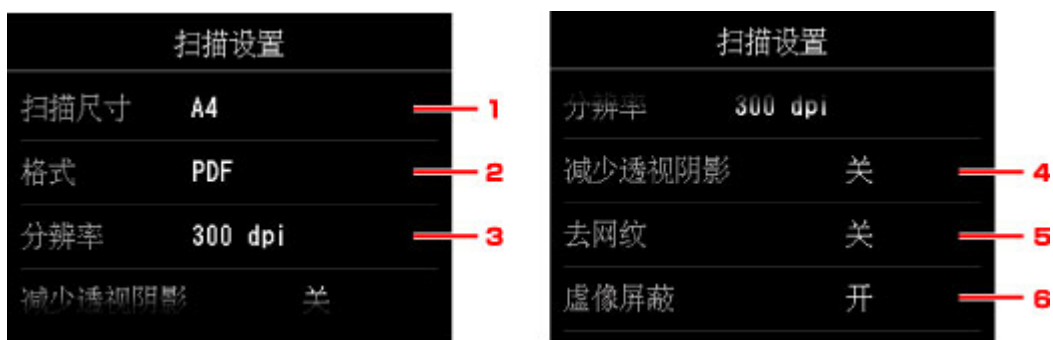 扫描设置
扫描尺寸 A4 1
格式 PDF 2
分辨率 300 dpi 3
减少透视阴影 关
扫描设置
分辨率 300 dpi
减少透视阴影 关 4
去网纹 关 5
虚像屏蔽 开 6